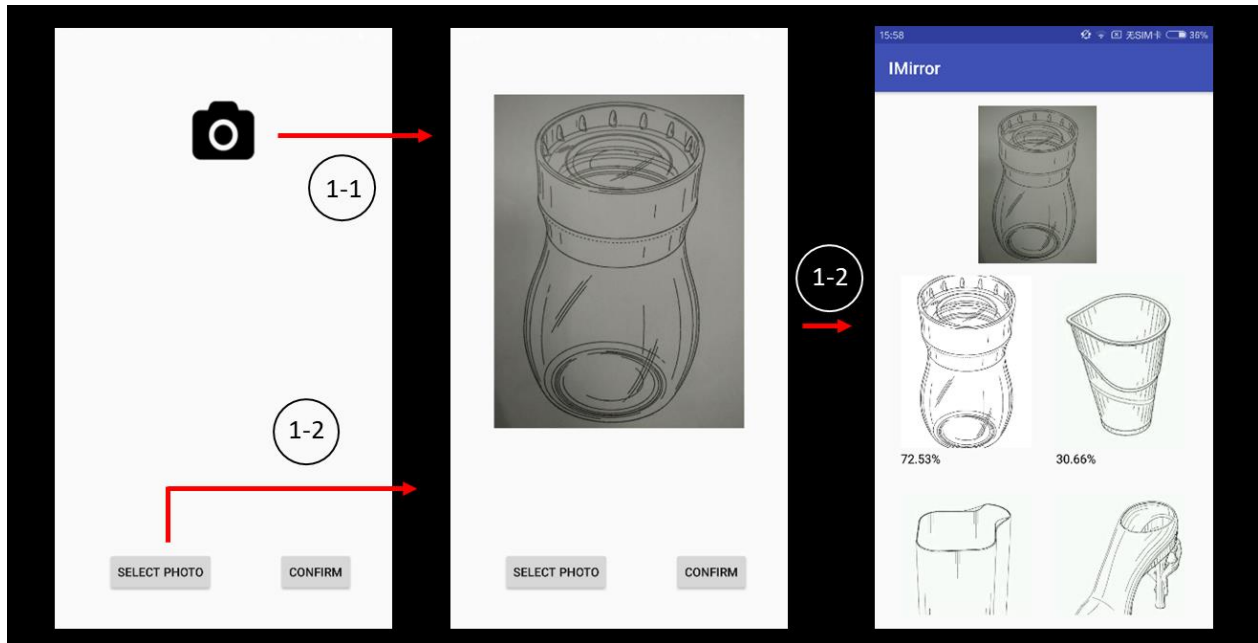 1-1
1-2
SELECT PHOTO
CONFIRM
SELECT PHOTO
CONFIRM
1-2
15:58
无SIM卡 36%
IMirror
72.53%
30.66%